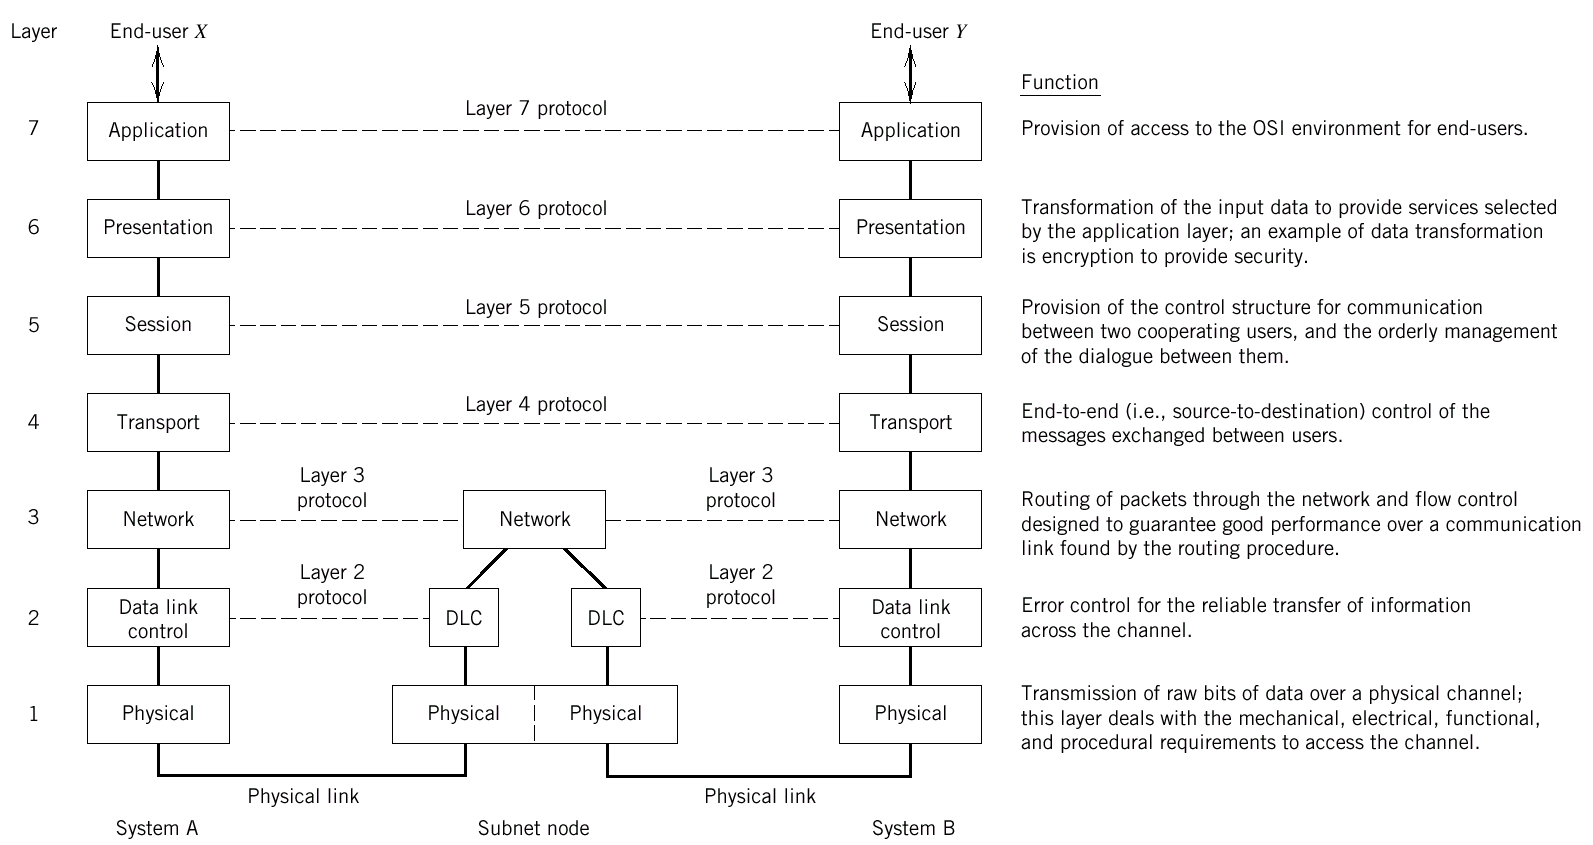 Layer
End-user X
End-user Y
Function
7
Application
Layer 7 protocol
Application
Provision of access to the OSI environment for end-users.
6
Presentation
Layer 6 protocol
Presentation
Transformation of the input data to provide services selected
by the application layer; an example of data transformation
is encryption to provide security.
5
Session
Layer 5 protocol
Session
Provision of the control structure for communication
between two cooperating users, and the orderly management
of the dialogue between them.
4
Transport
Layer 4 protocol
Transport
End-to-end (i.e., source-to-destination) control of the
messages exchanged between users.
3
Network
Layer 3
protocol
Network
Layer 3
protocol
Network
Routing of packets through the network and flow control
designed to guarantee good performance over a communication
link found by the routing procedure.
2
Data link
control
Layer 2
protocol
DLC
DLC
Layer 2
protocol
Data link
control
Error control for the reliable transfer of information
across the channel.
1
Physical
Physical
Physical
Physical
Transmission of raw bits of data over a physical channel;
this layer deals with the mechanical, electrical, functional,
and procedural requirements to access the channel.
Physical link
Physical link
System A
Subnet node
System B